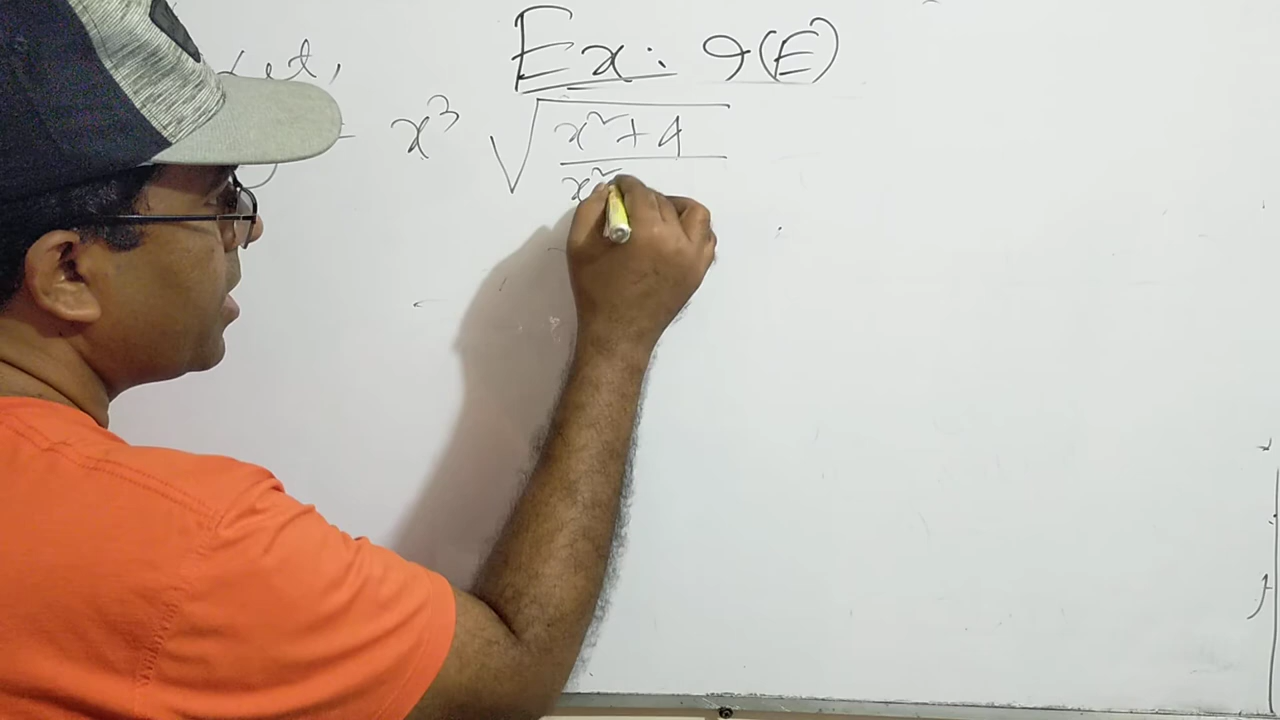 Ex: 9(E)
Let,
x³ √((x²+4)/(x²